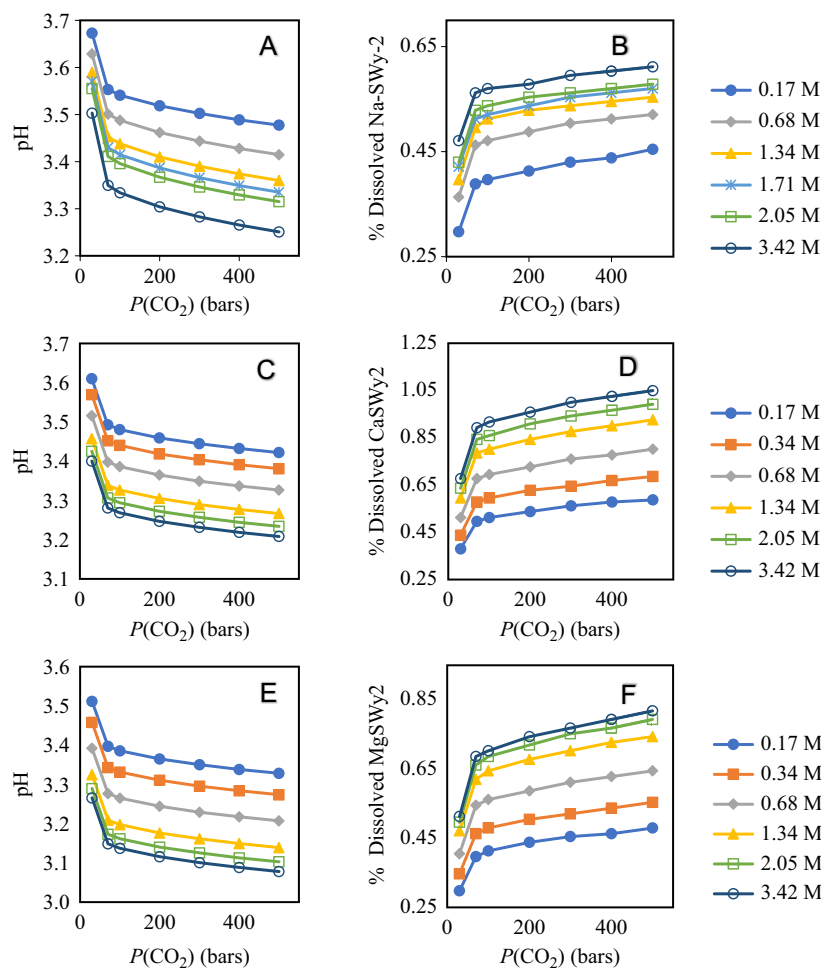 A
3.7
3.6
3.5
3.4
3.3
3.2
pH
0
200
400
P(CO₂) (bars)
B
0.65
0.45
0.25
% Dissolved Na-SWy-2
0
200
400
P(CO₂) (bars)
0.17 M
0.68 M
1.34 M
1.71 M
2.05 M
3.42 M
C
3.7
3.6
3.5
3.4
3.3
3.2
3.1
pH
0
200
400
P(CO₂) (bars)
D
1.25
1.05
0.85
0.65
0.45
0.25
% Dissolved CaSWy2
0
200
400
P(CO₂) (bars)
0.17 M
0.34 M
0.68 M
1.34 M
2.05 M
3.42 M
E
3.6
3.5
3.4
3.3
3.2
3.1
3.0
pH
0
200
400
P(CO₂) (bars)
F
0.85
0.65
0.45
0.25
% Dissolved MgSWy2
0
200
400
P(CO₂) (bars)
0.17 M
0.34 M
0.68 M
1.34 M
2.05 M
3.42 M